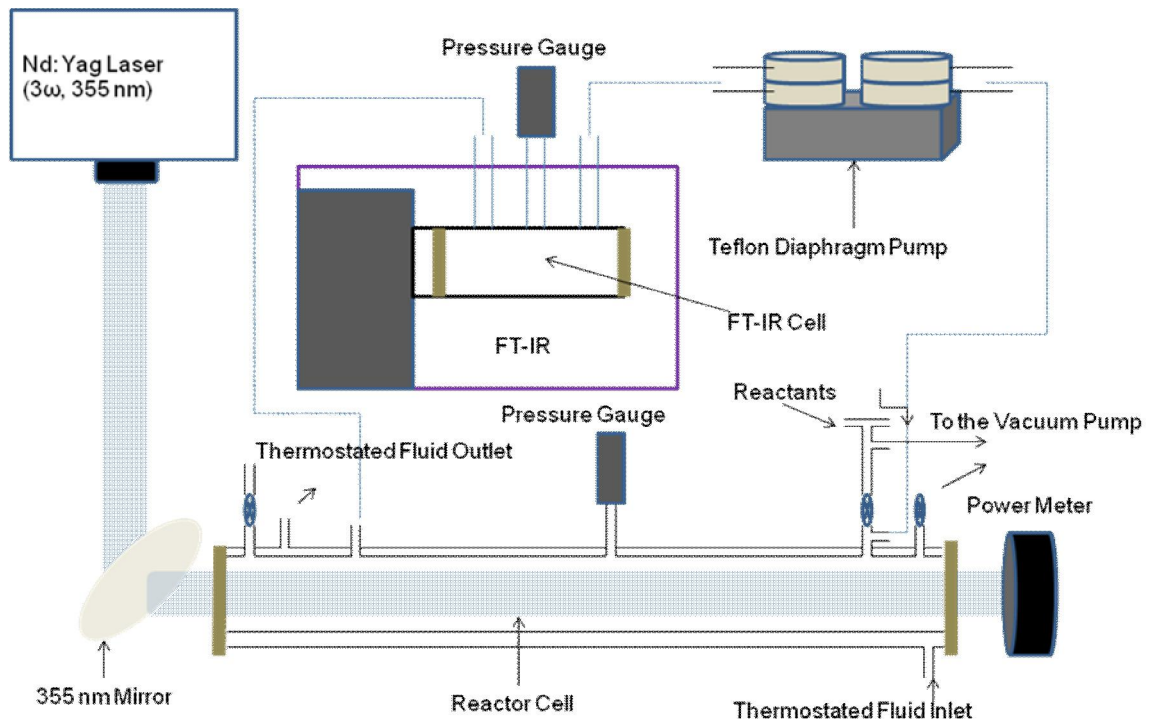 Nd: Yag Laser
(3ω, 355 nm)
Pressure Gauge
Teflon Diaphragm Pump
FT-IR Cell
FT-IR
Reactants
Pressure Gauge
To the Vacuum Pump
Thermostated Fluid Outlet
Power Meter
355 nm Mirror
Reactor Cell
Thermostated Fluid Inlet